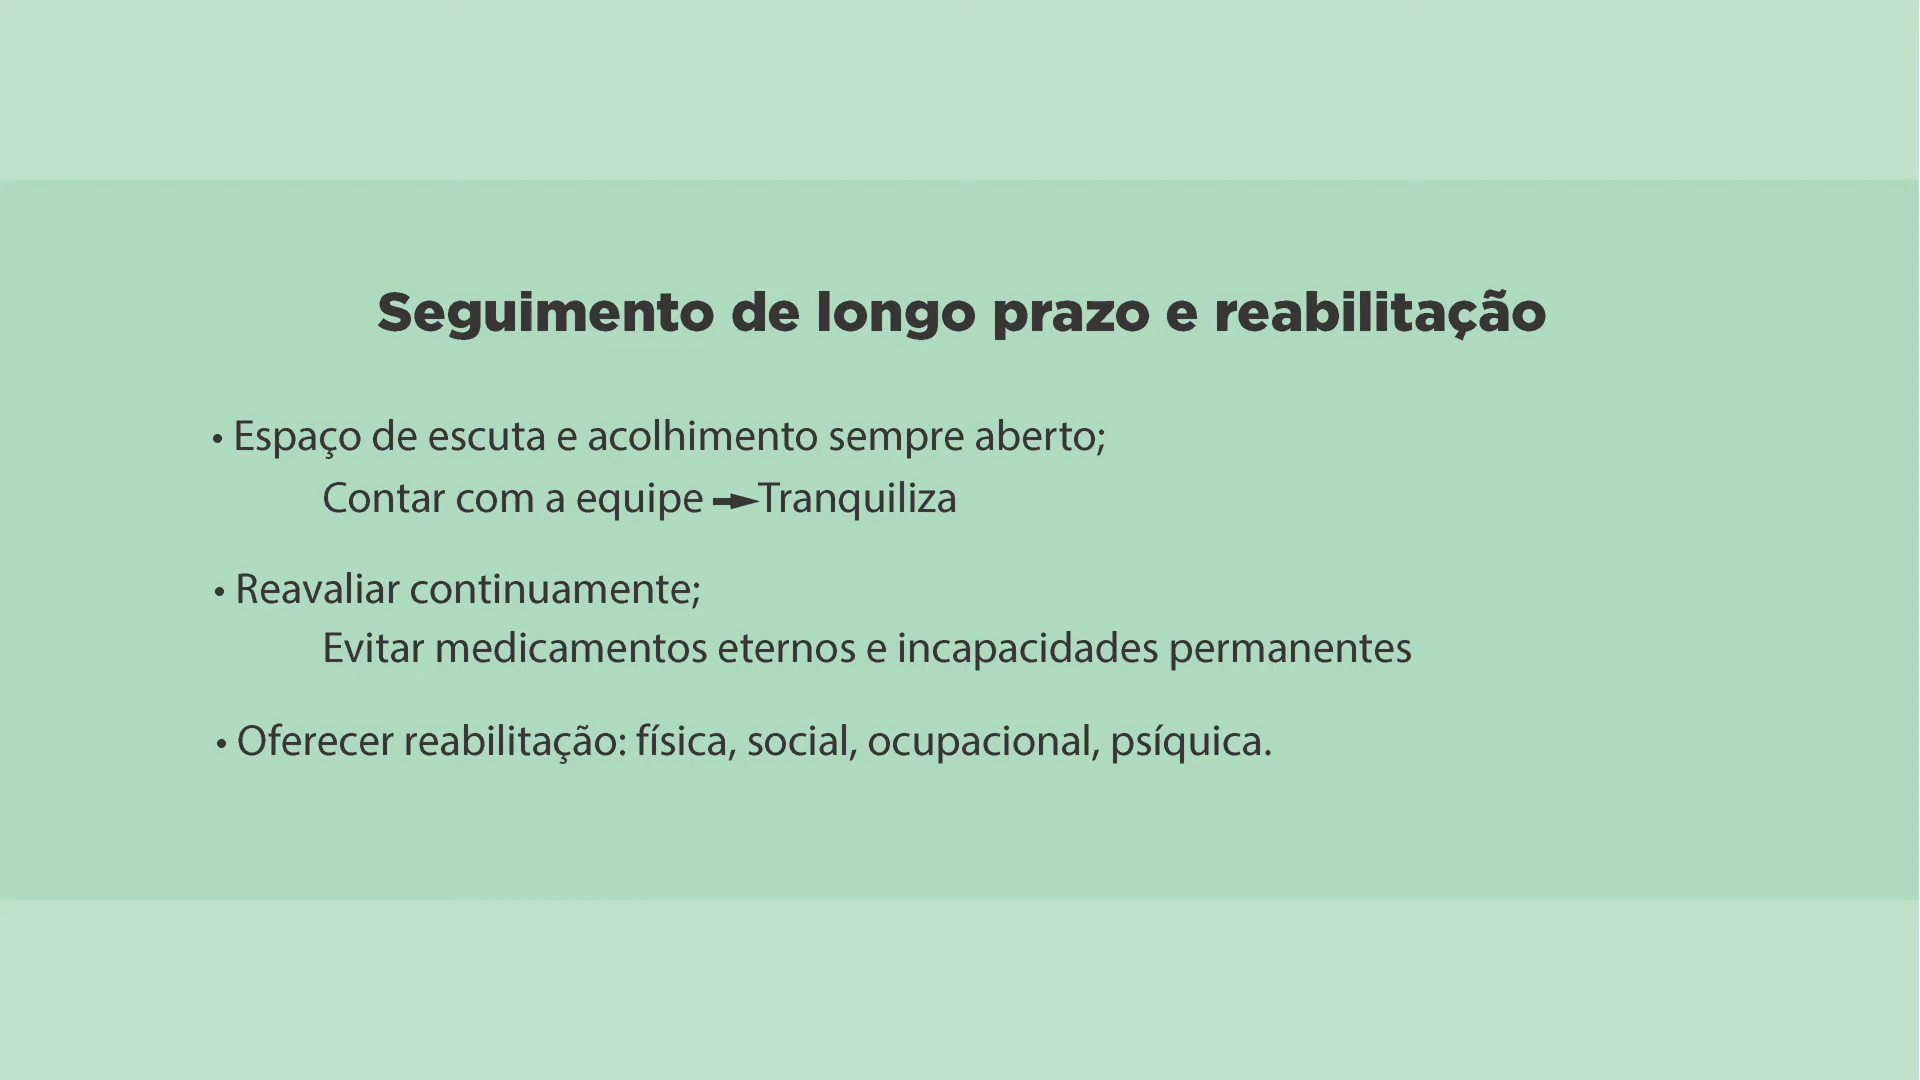 Seguimento de longo prazo e reabilitação
• Espaço de escuta e acolhimento sempre aberto;
Contar com a equipe ➛Tranquiliza
• Reavaliar continuamente;
Evitar medicamentos eternos e incapacidades permanentes
• Oferecer reabilitação: física, social, ocupacional, psíquica.